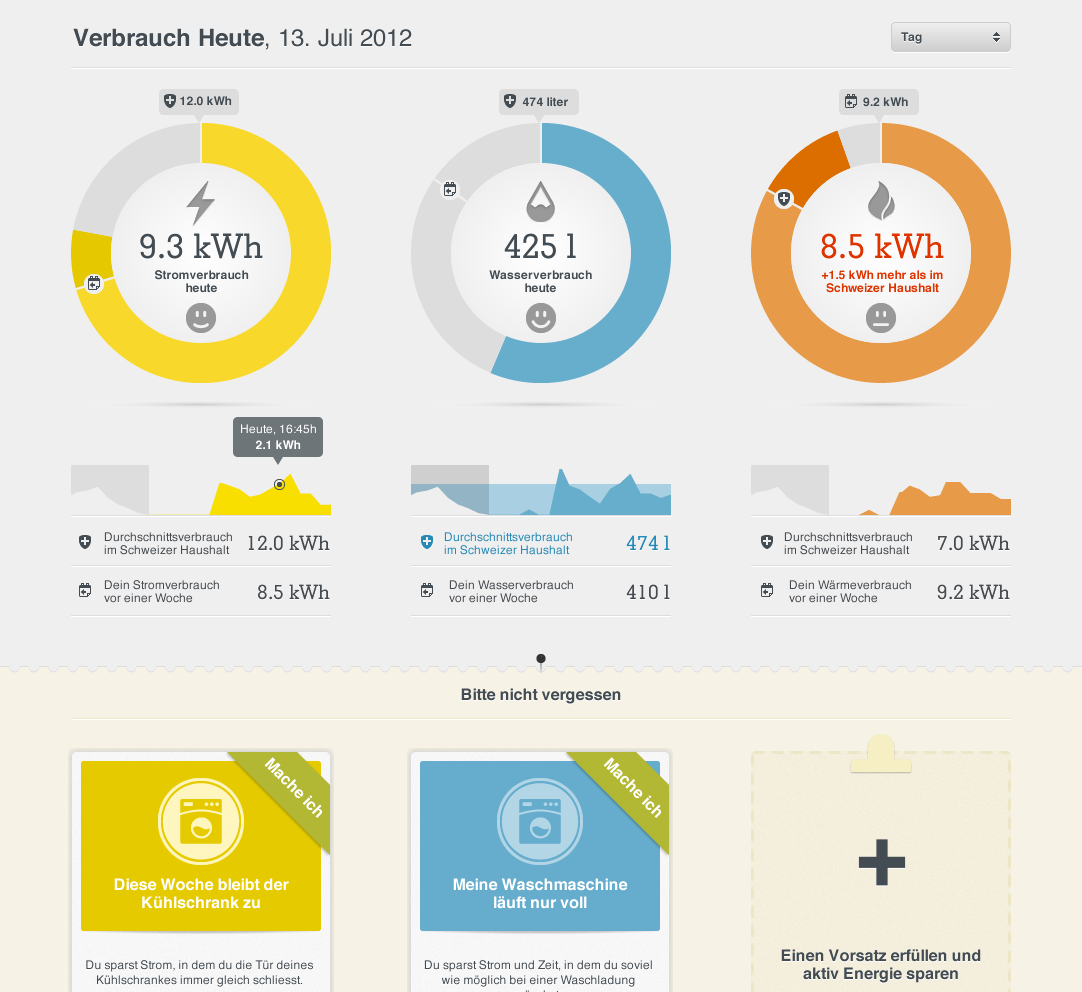 Verbrauch Heute, 13. Juli 2012
Tag
12.0 kWh
474 liter
9.2 kWh
9.3 kWh
Stromverbrauch
heute
425 l
Wasserverbrauch
heute
8.5 kWh
+1.5 kWh mehr als im
Schweizer Haushalt
Heute, 16:45h
2.1 kWh
Durchschnittsverbrauch
im Schweizer Haushalt
12.0 kWh
Durchschnittsverbrauch
im Schweizer Haushalt
474 l
Durchschnittsverbrauch
im Schweizer Haushalt
7.0 kWh
Dein Stromverbrauch
vor einer Woche
8.5 kWh
Dein Wasserverbrauch
vor einer Woche
410 l
Dein Wärmeverbrauch
vor einer Woche
9.2 kWh
Bitte nicht vergessen
Mache ich
Diese Woche bleibt der
Kühlschrank zu
Du sparst Strom, in dem du die Tür deines
Kühlschrankes immer gleich schliesst.
Mache ich
Meine Waschmaschine
läuft nur voll
Du sparst Strom und Zeit, in dem du soviel
wie möglich bei einer Waschladung
Einen Vorsatz erfüllen und
aktiv Energie sparen